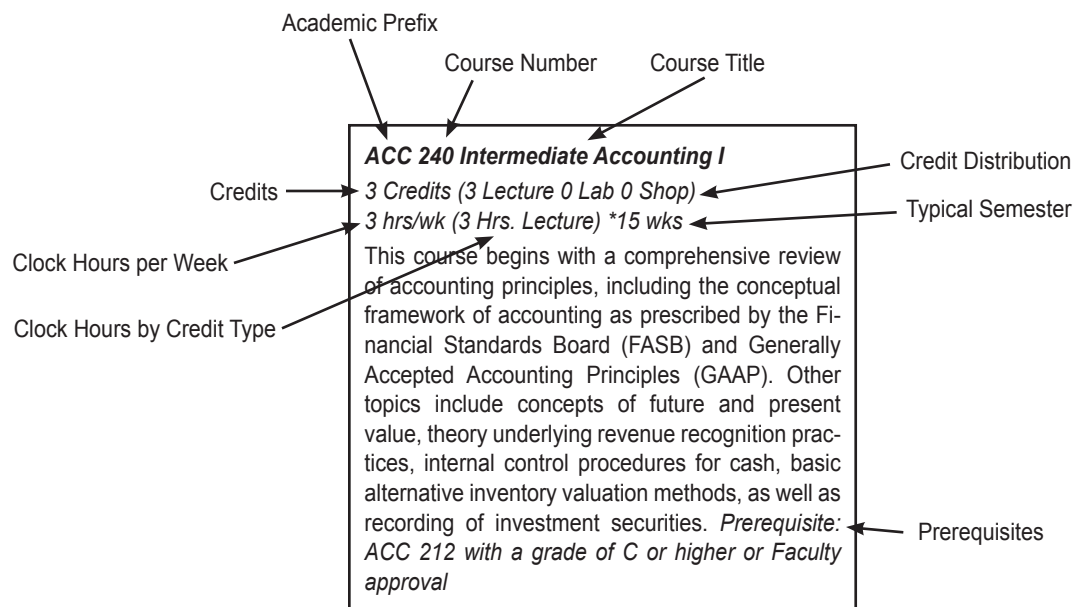 Academic Prefix
Course Number
Course Title
ACC 240 Intermediate Accounting I
Credits
3 Credits (3 Lecture 0 Lab 0 Shop)
Credit Distribution
3 hrs/wk (3 Hrs. Lecture) *15 wks
Typical Semester
Clock Hours per Week
Clock Hours by Credit Type
This course begins with a comprehensive review
of accounting principles, including the conceptual
framework of accounting as prescribed by the Fi-
nancial Standards Board (FASB) and Generally
Accepted Accounting Principles (GAAP). Other
topics include concepts of future and present
value, theory underlying revenue recognition prac-
tices, internal control procedures for cash, basic
alternative inventory valuation methods, as well as
recording of investment securities. Prerequisite:
ACC 212 with a grade of C or higher or Faculty
approval
Prerequisites